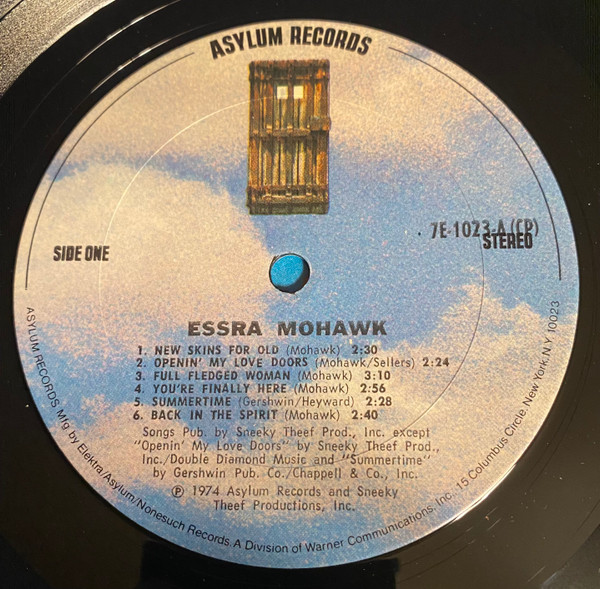 ASYLUM RECORDS
7E-1023-A (CP)
STEREO
SIDE ONE
ESSRA MOHAWK
1. NEW SKINS FOR OLD (Mohawk) 2:30
2. OPENIN' MY LOVE DOORS (Mohawk/Sellers) 2:24
3. FULL FLEDGED WOMAN (Mohawk) 3:10
4. YOU'RE FINALLY HERE (Mohawk) 2:56
5. SUMMERTIME (Gershwin/Heyward) 2:28
6. BACK IN THE SPIRIT (Mohawk) 2:40
Songs Pub. by Sneeky Theef Prod., Inc. except
"Openin' My Love Doors" by Sneeky Theef Prod.,
Inc./Double Diamond Music and "Summertime"
by Gershwin Pub. Co./Chappell & Co., Inc.
℗ 1974 Asylum Records and Sneeky
Theef Productions, Inc.
ASYLUM RECORDS. Mfg by Elektra/Asylum/Nonesuch Records. A Division of Warner Communications, Inc. 15 Columbus Circle, New York, N.Y. 10023